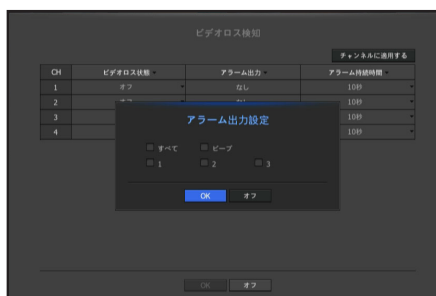 ビデオロス検知
チャンネルに適用する
CH ビデオロス状態 アラーム出力 アラーム持続時間
1 オフ なし 10秒
2 オフ なし 10秒
3 10秒
4 10秒
アラーム出力設定
すべて ビープ
1 2 3
OK オフ
OK オフ